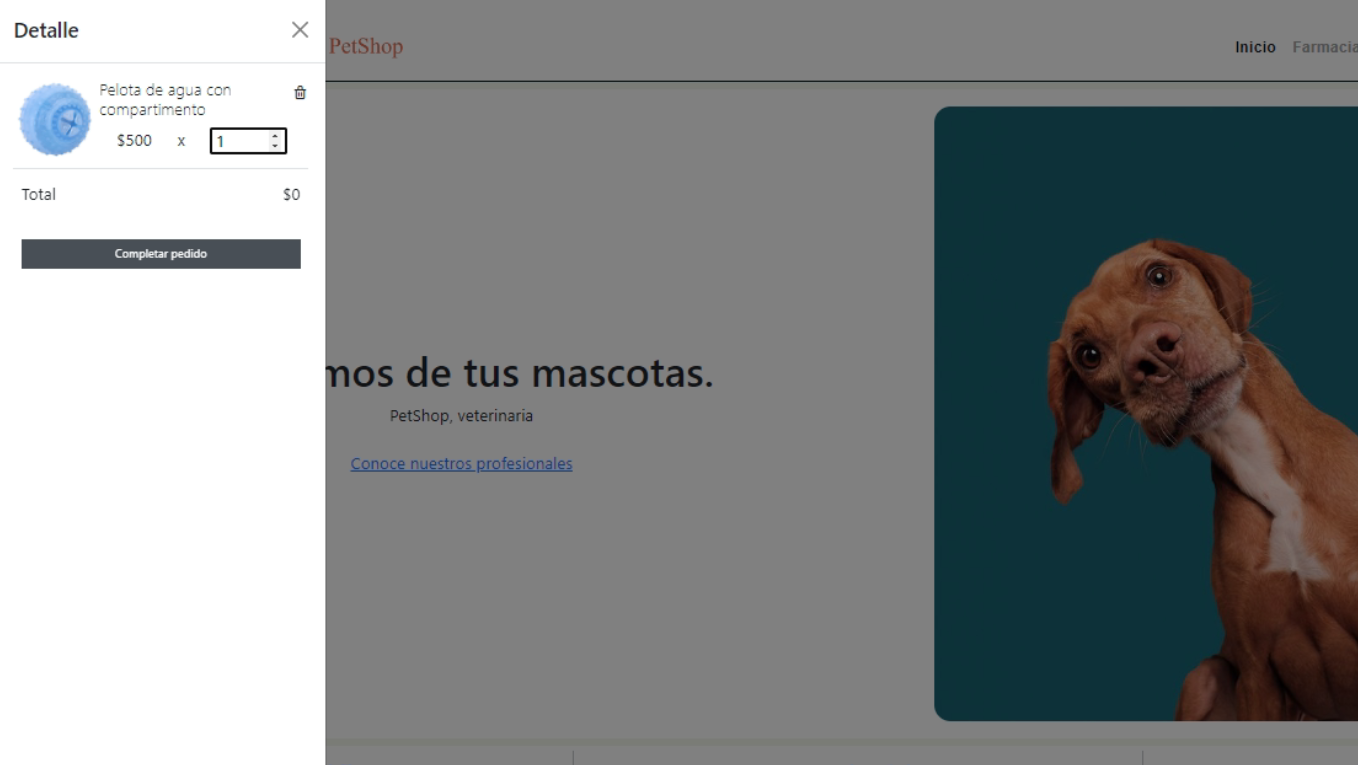 Detalle
PetShop
Inicio Farmacia
Pelota de agua con
compartimento
$500 x 1
Total $0
Completar pedido
mos de tus mascotas.
PetShop, veterinaria
Conoce nuestros profesionales